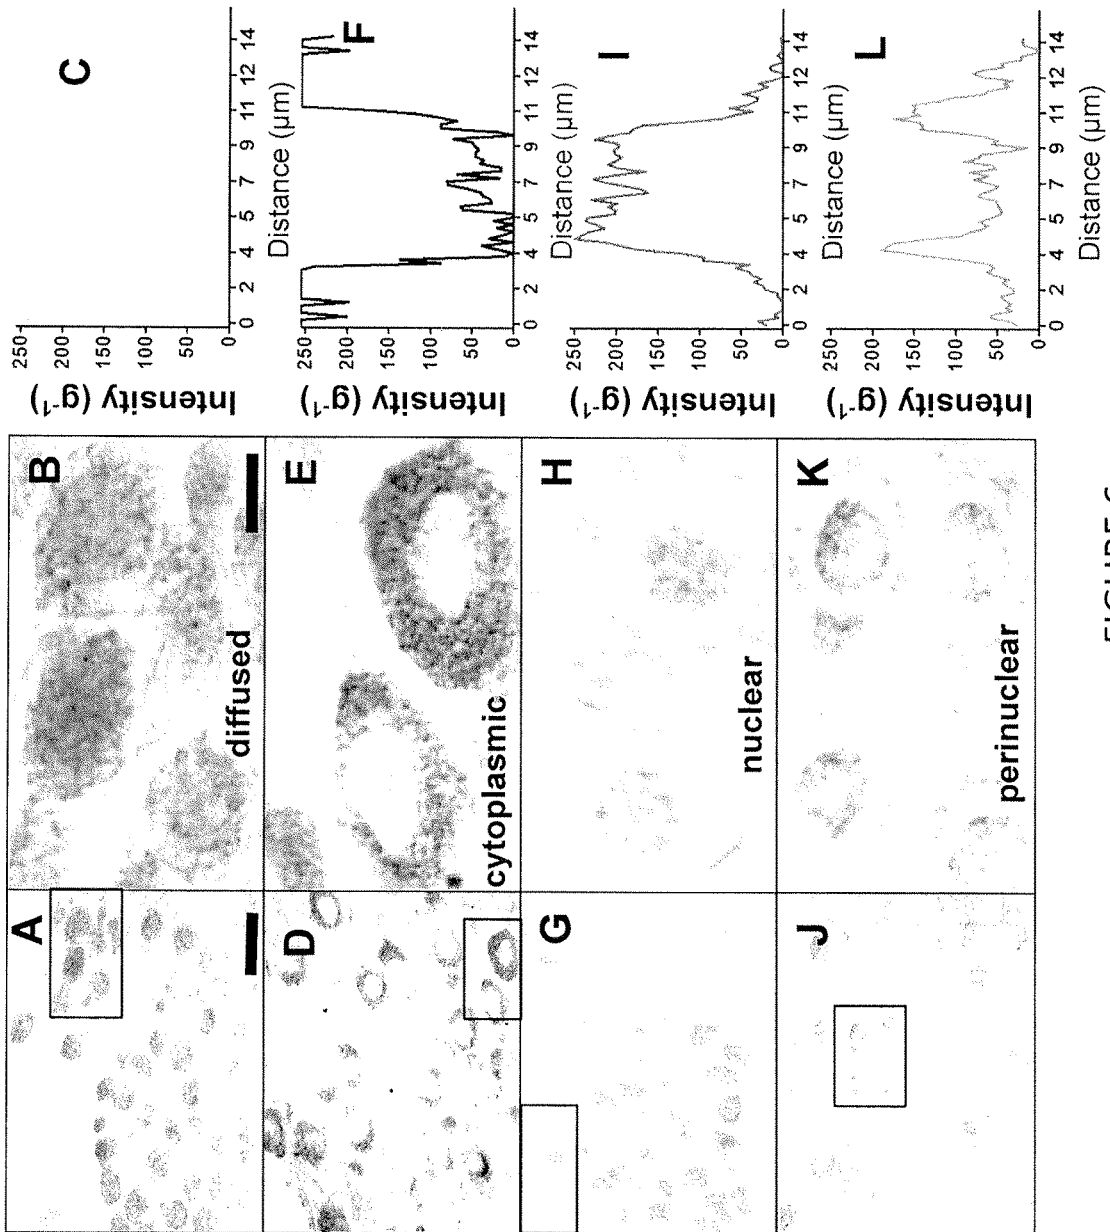 A
B
diffused
C
Intensity (g⁻¹)
250
200
150
100
50
0
0 2 4 5 7 9 11 12 14
Distance (µm)
D
E
cytoplasmic
F
Intensity (g⁻¹)
250
200
150
100
50
0
0 2 4 5 7 9 11 12 14
Distance (µm)
G
H
nuclear
I
Intensity (g⁻¹)
250
200
150
100
50
0
0 2 4 5 7 9 11 12 14
Distance (µm)
J
K
perinuclear
L
Intensity (g⁻¹)
250
200
150
100
50
0
0 2 4 5 7 9 11 12 14
Distance (µm)